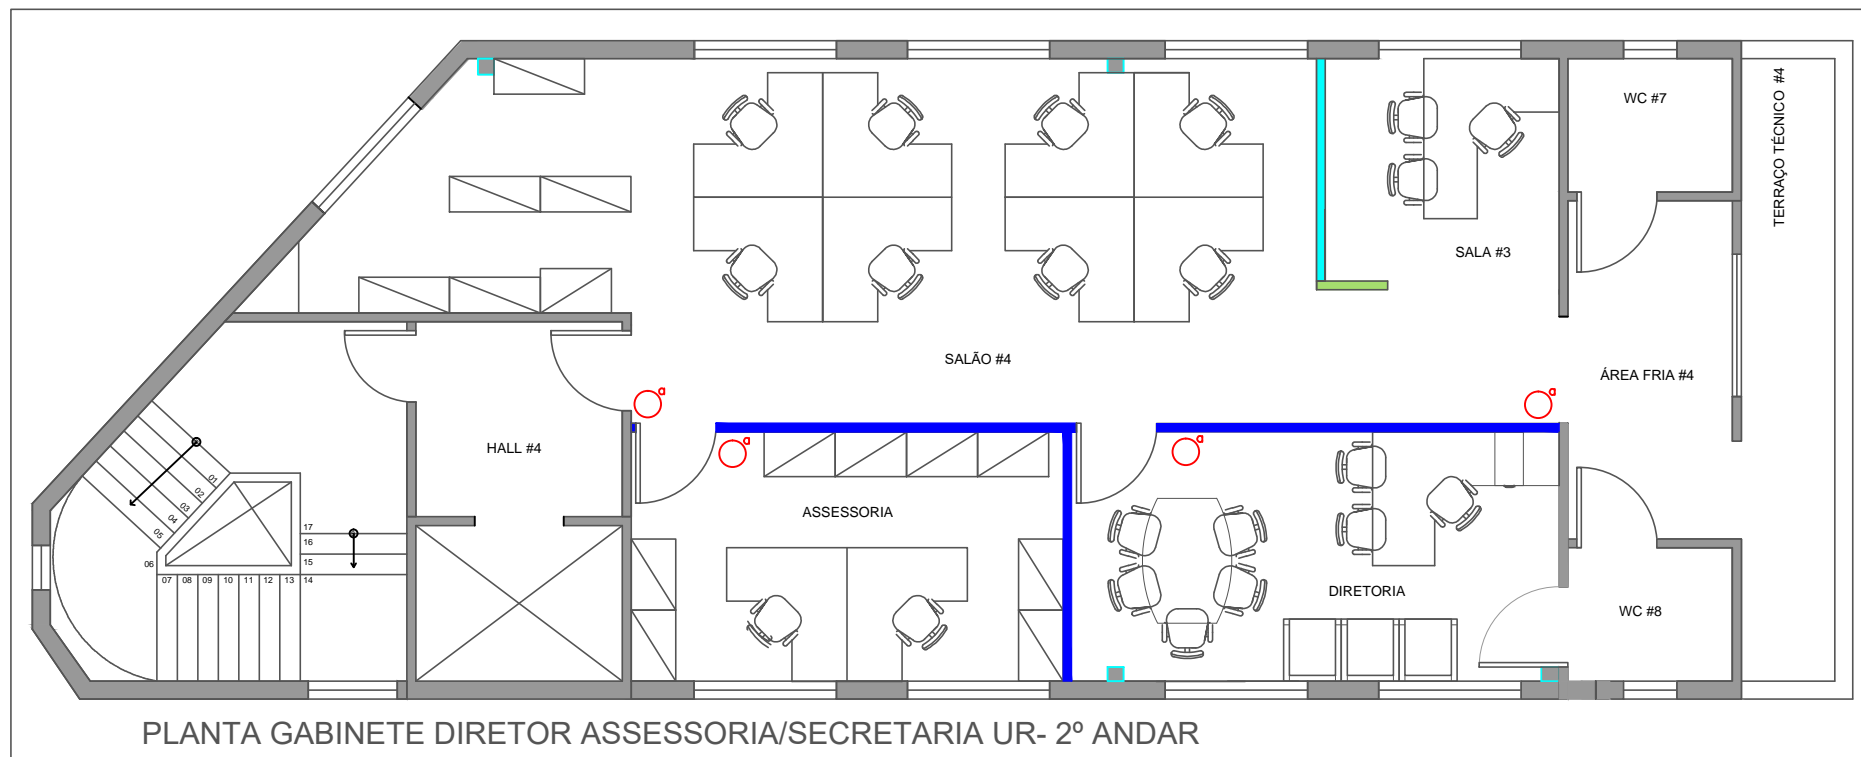 WC #7
TERRAÇO TÉCNICO #4
SALA #3
SALÃO #4
ÁREA FRIA #4
a
a
a
a
HALL #4
ASSESSORIA
DIRETORIA
WC #8
01
02
03
04
05
06
07 08 09 10 11 12 13 14
15
16
17
PLANTA GABINETE DIRETOR ASSESSORIA/SECRETARIA UR- 2º ANDAR